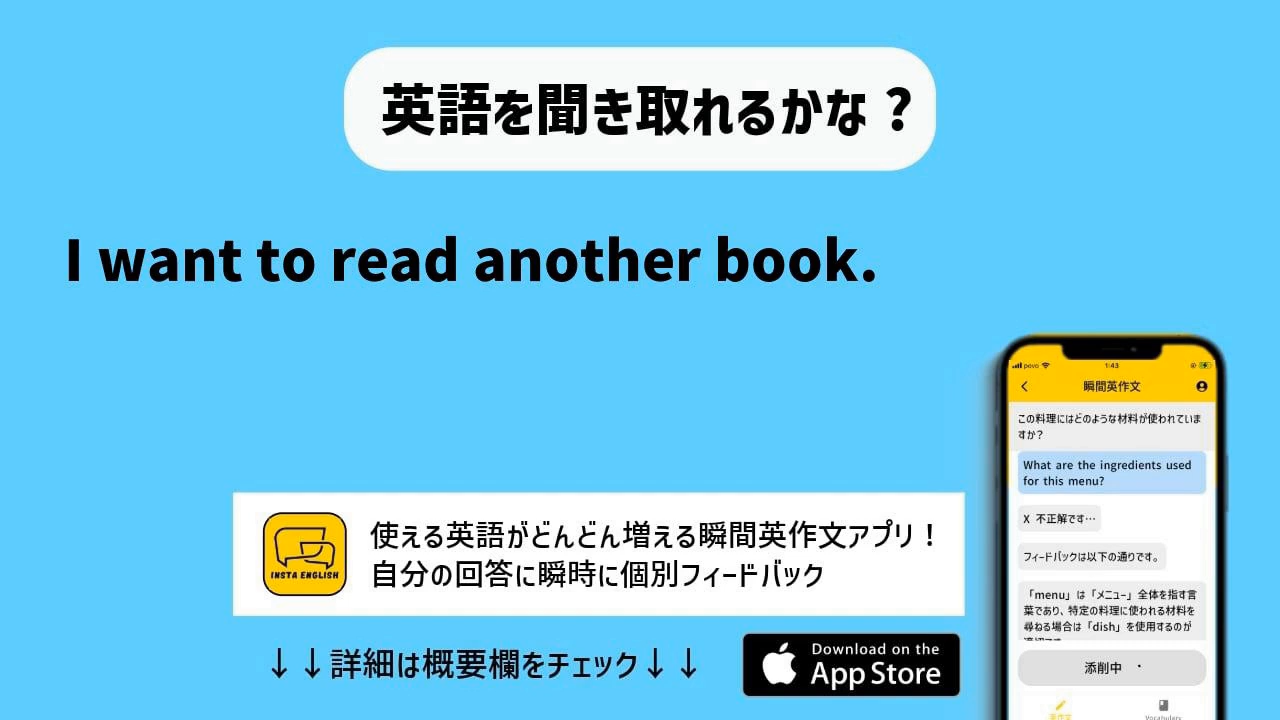 英語を聞き取れるかな？
I want to read another book.
povo 1:43
瞬間英作文
この料理にはどのような材料が使われていま
すか？
What are the ingredients used
for this menu?
X 不正解です…
フィードバックは以下の通りです。
「menu」は「メニュー」全体を指す言
葉であり、特定の料理に使われる材料を
尋ねる場合は「dish」を使用するのが
添削中
英作文 Vocabulary
INSTA ENGLISH
使える英語がどんどん増える瞬間英作文アプリ！
自分の回答に瞬時に個別フィードバック
↓↓詳細は概要欄をチェック↓↓
Download on the
App Store